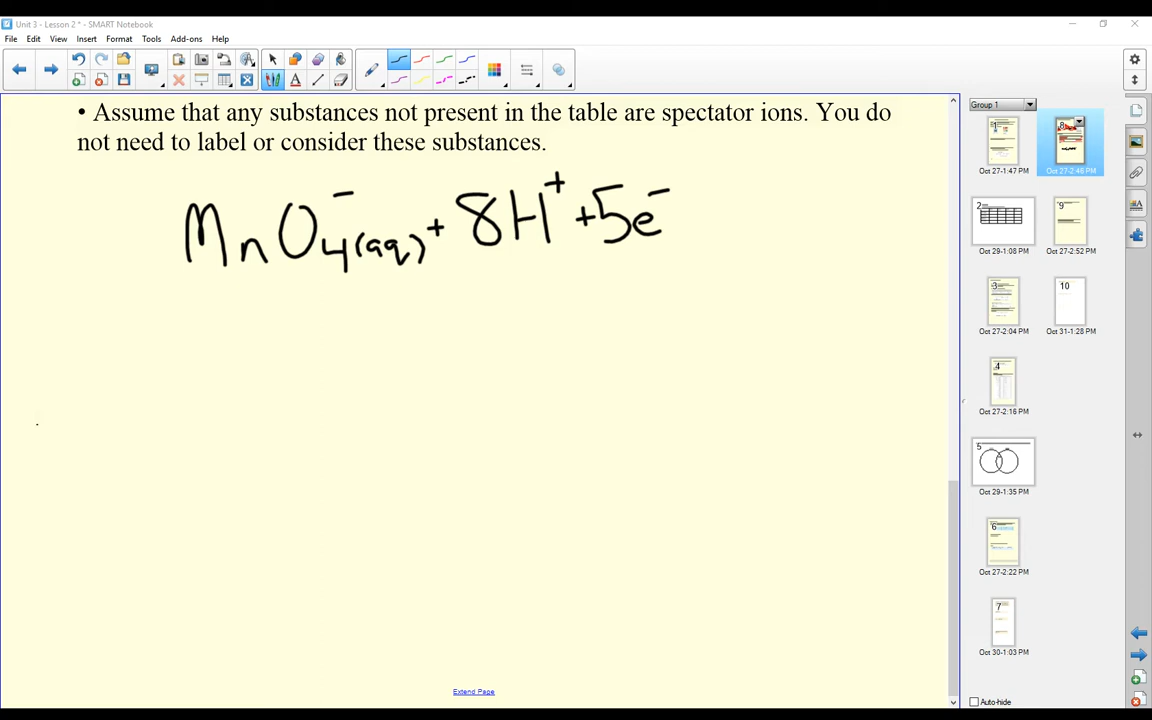 Unit 3 - Lesson 2 * - SMART Notebook
File Edit View Insert Format Tools Add-ons Help
• Assume that any substances not present in the table are spectator ions. You do
not need to label or consider these substances.
MnO₄(aq)⁻ + 8H⁺ + 5e⁻
Extend Page
Group 1
1
Oct 27-1:47 PM
8
Oct 27-2:46 PM
2
Oct 29-1:08 PM
9
Oct 27-2:52 PM
3
Oct 27-2:04 PM
10
Oct 31-1:28 PM
4
Oct 27-2:16 PM
5
Oct 29-1:35 PM
6
Oct 27-2:22 PM
7
Oct 30-1:03 PM
Auto-hide